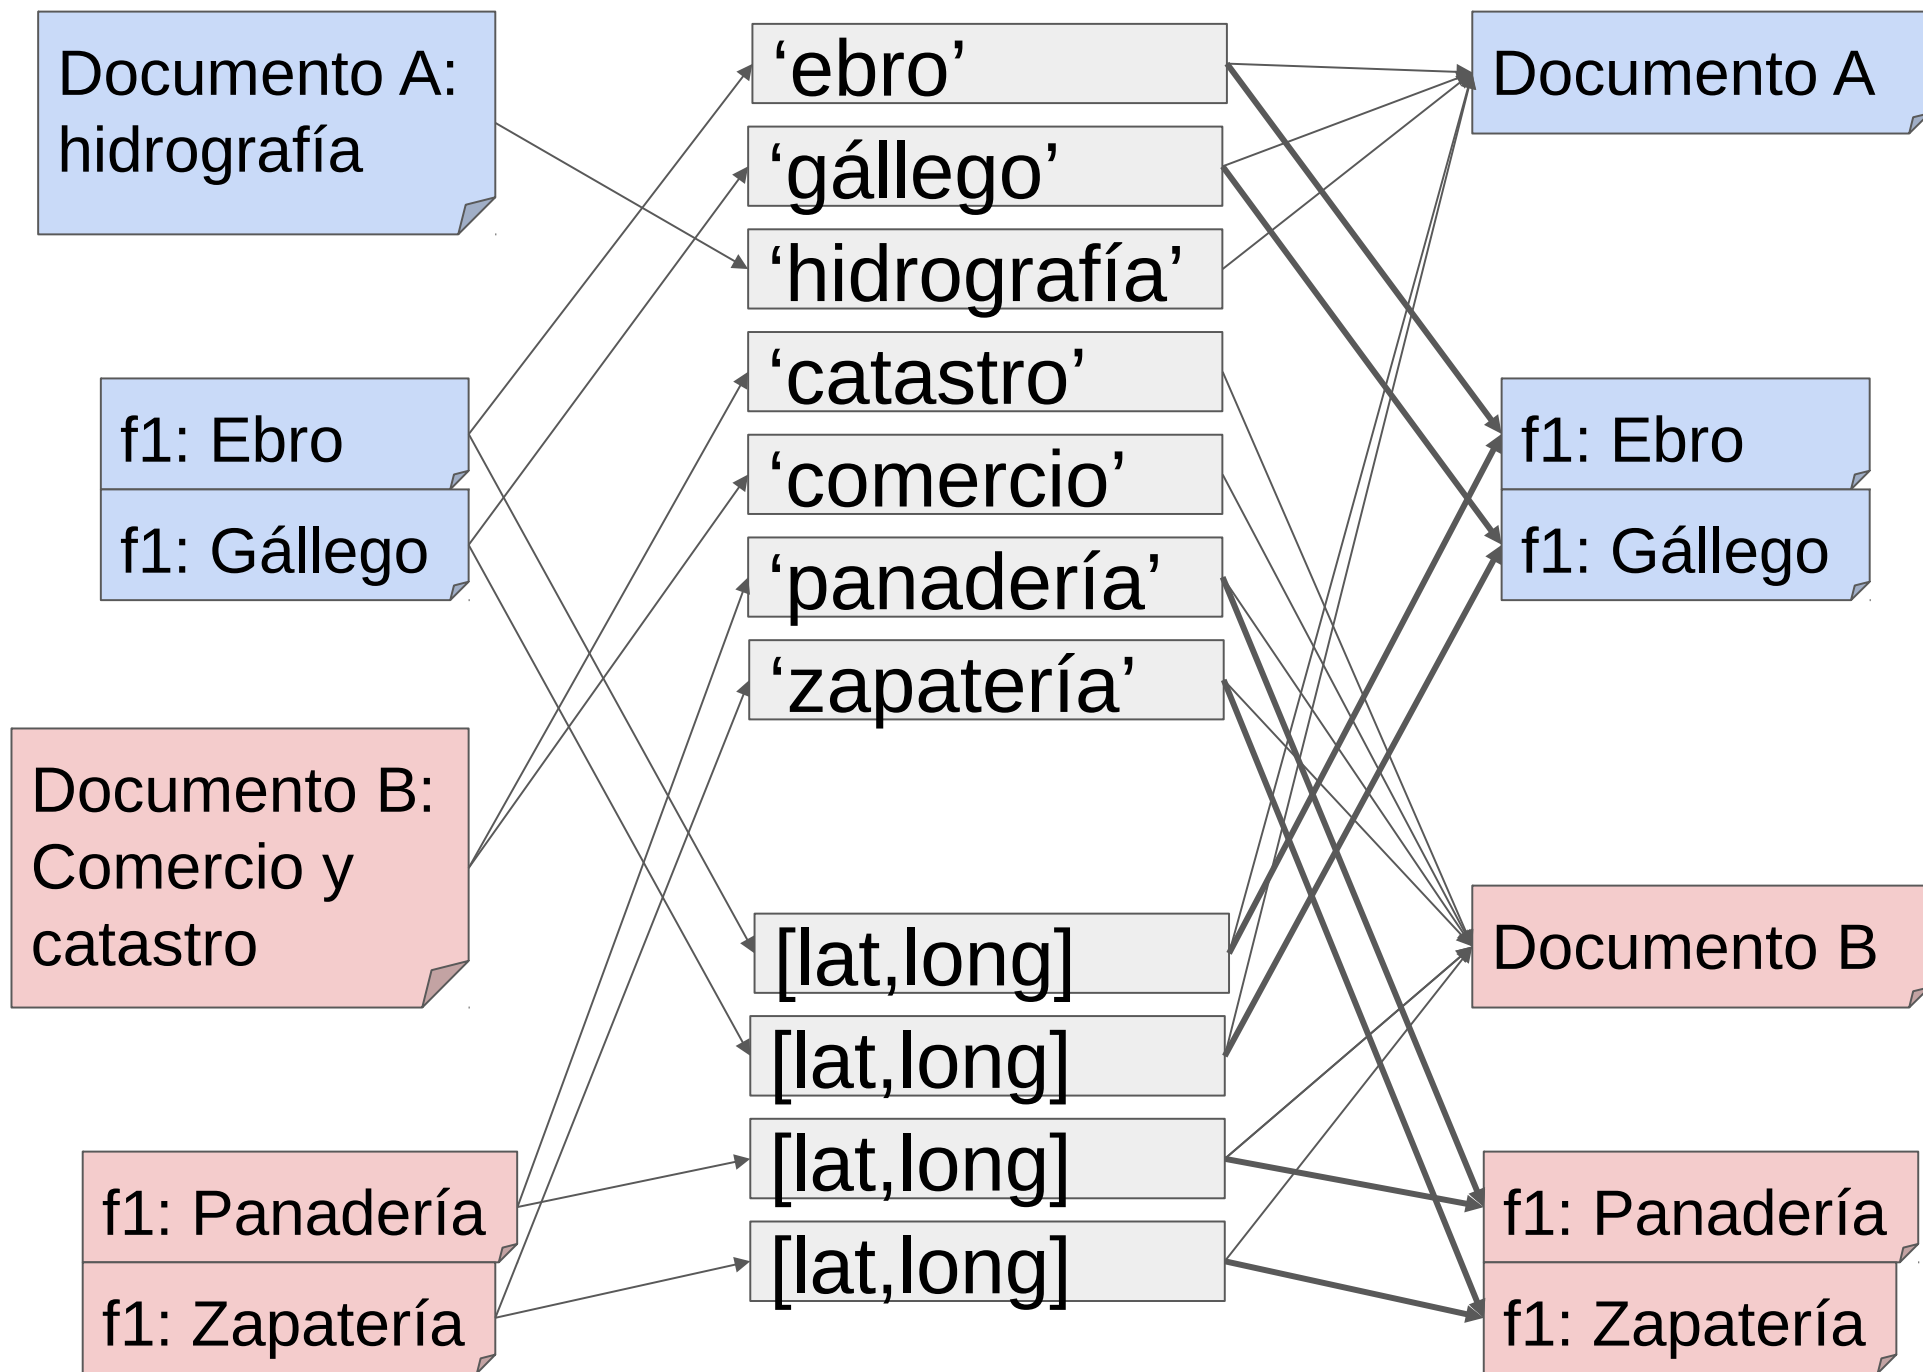 Documento A:
hidrografía
f1: Ebro
f1: Gállego
Documento B:
Comercio y
catastro
f1: Panadería
f1: Zapatería
‘ebro’
‘gállego’
‘hidrografía’
‘catastro’
‘comercio’
‘panadería’
‘zapatería’
[lat,long]
[lat,long]
[lat,long]
[lat,long]
Documento A
f1: Ebro
f1: Gállego
Documento B
f1: Panadería
f1: Zapatería